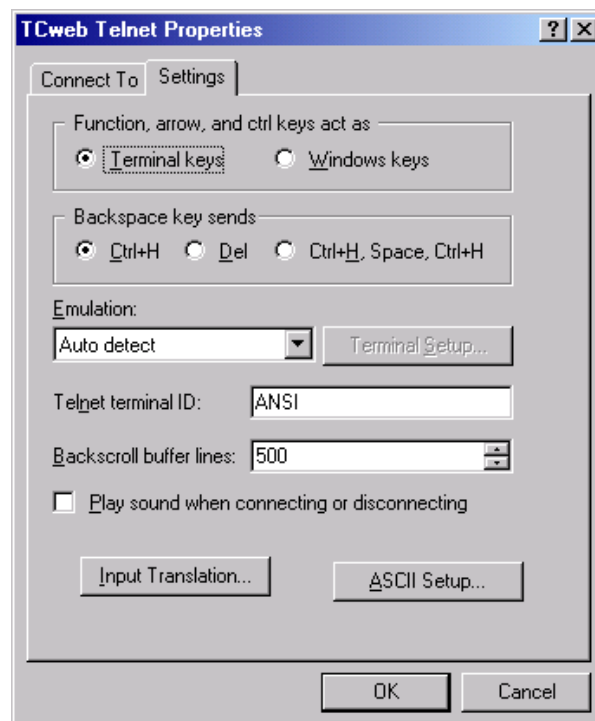 TCweb Telnet Properties
Connect To Settings
Function, arrow, and ctrl keys act as
Terminal keys Windows keys
Backspace key sends
Ctrl+H Del Ctrl+H, Space, Ctrl+H
Emulation:
Auto detect Terminal Setup...
Telnet terminal ID: ANSI
Backscroll buffer lines: 500
Play sound when connecting or disconnecting
Input Translation... ASCII Setup...
OK Cancel